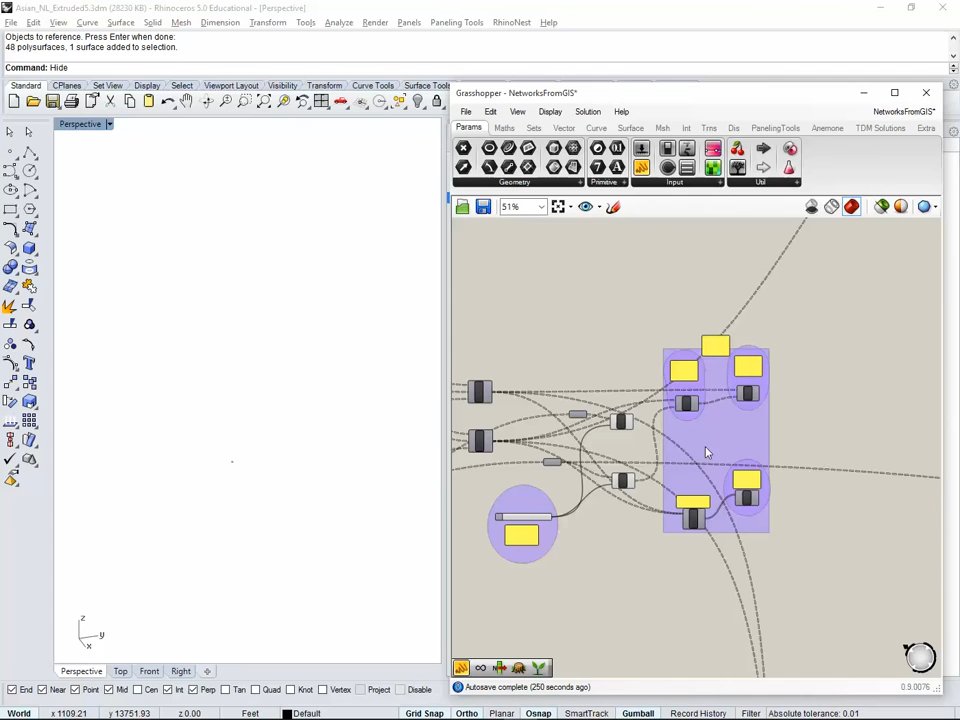 Asian_NL_Extruded5.3dm (28230 KB) - Rhinoceros 5.0 Educational - [Perspective]
File Edit View Curve Surface Solid Mesh Dimension Transform Tools Analyze Render Panels Paneling Tools RhinoNest Help
Objects to reference. Press Enter when done:
48 polysurfaces, 1 surface added to selection.
Command: Hide
Standard CPlanes Set View Display Select Viewport Layout Visibility Transform Curve Tools Surface Tools
Perspective
Grasshopper - NetworksFromGIS*
File Edit View Display Solution Help NetworksFromGIS*
Params Maths Sets Vector Curve Surface Msh Int Trns Dis PanelingTools Anemone TDM Solutions Extra
Geometry Primitive Input Util
51%
z
y
x
Perspective Top Front Right
Autosave complete (250 seconds ago) 0.9.0076
End Near Point Mid Cen Int Perp Tan Quad Knot Vertex Project Disable
World x 1109.21 y 13751.93 z 0.00 Feet Default Grid Snap Ortho Planar Osnap SmartTrack Gumball Record History Filter Absolute tolerance: 0.01